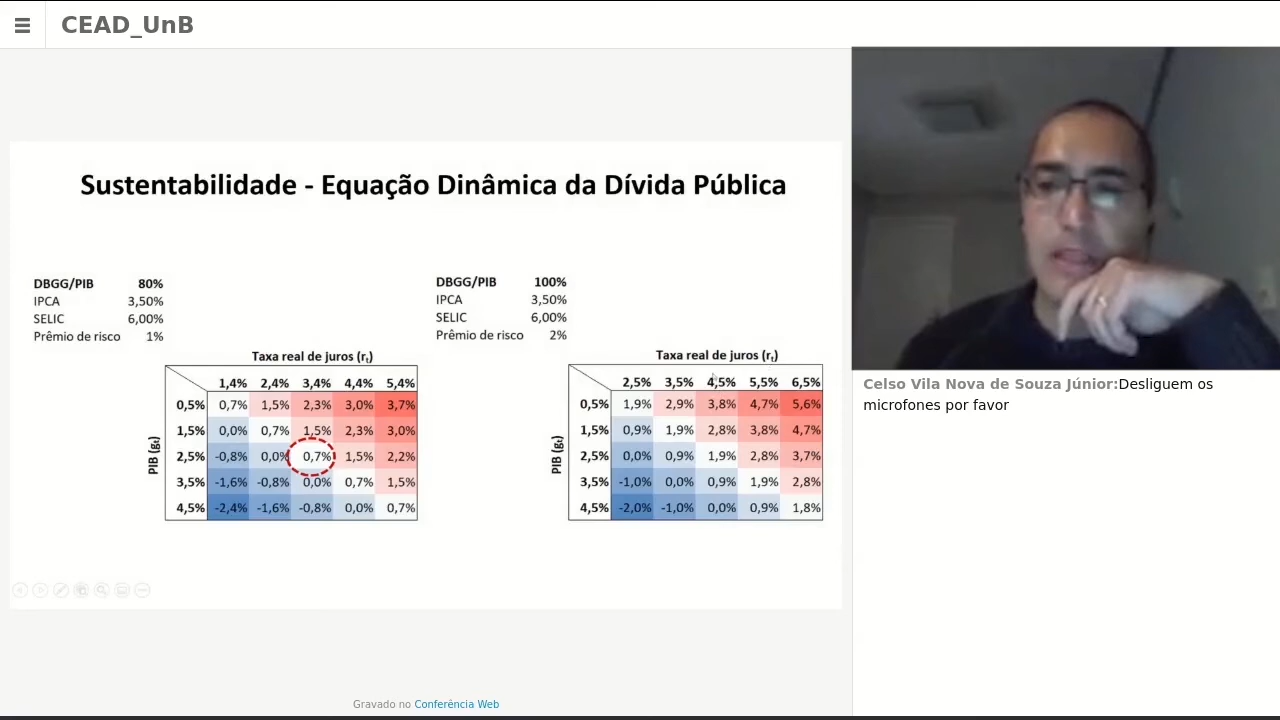 CEAD_UnB
Sustentabilidade - Equação Dinâmica da Dívida Pública
DBGG/PIB 80%
IPCA 3,50%
SELIC 6,00%
Prêmio de risco 1%
Taxa real de juros (rt)
1,4% 2,4% 3,4% 4,4% 5,4%
PIB (gt)
0,5% 0,7% 1,5% 2,3% 3,0% 3,7%
1,5% 0,0% 0,7% 1,5% 2,3% 3,0%
2,5% -0,8% 0,0% 0,7% 1,5% 2,2%
3,5% -1,6% -0,8% 0,0% 0,7% 1,5%
4,5% -2,4% -1,6% -0,8% 0,0% 0,7%
DBGG/PIB 100%
IPCA 3,50%
SELIC 6,00%
Prêmio de risco 2%
Taxa real de juros (rt)
2,5% 3,5% 4,5% 5,5% 6,5%
PIB (gt)
0,5% 1,9% 2,9% 3,8% 4,7% 5,6%
1,5% 0,9% 1,9% 2,8% 3,8% 4,7%
2,5% 0,0% 0,9% 1,9% 2,8% 3,7%
3,5% -1,0% 0,0% 0,9% 1,9% 2,8%
4,5% -2,0% -1,0% 0,0% 0,9% 1,8%
Celso Vila Nova de Souza Júnior:Desliguem os
microfones por favor
Gravado no Conferência Web